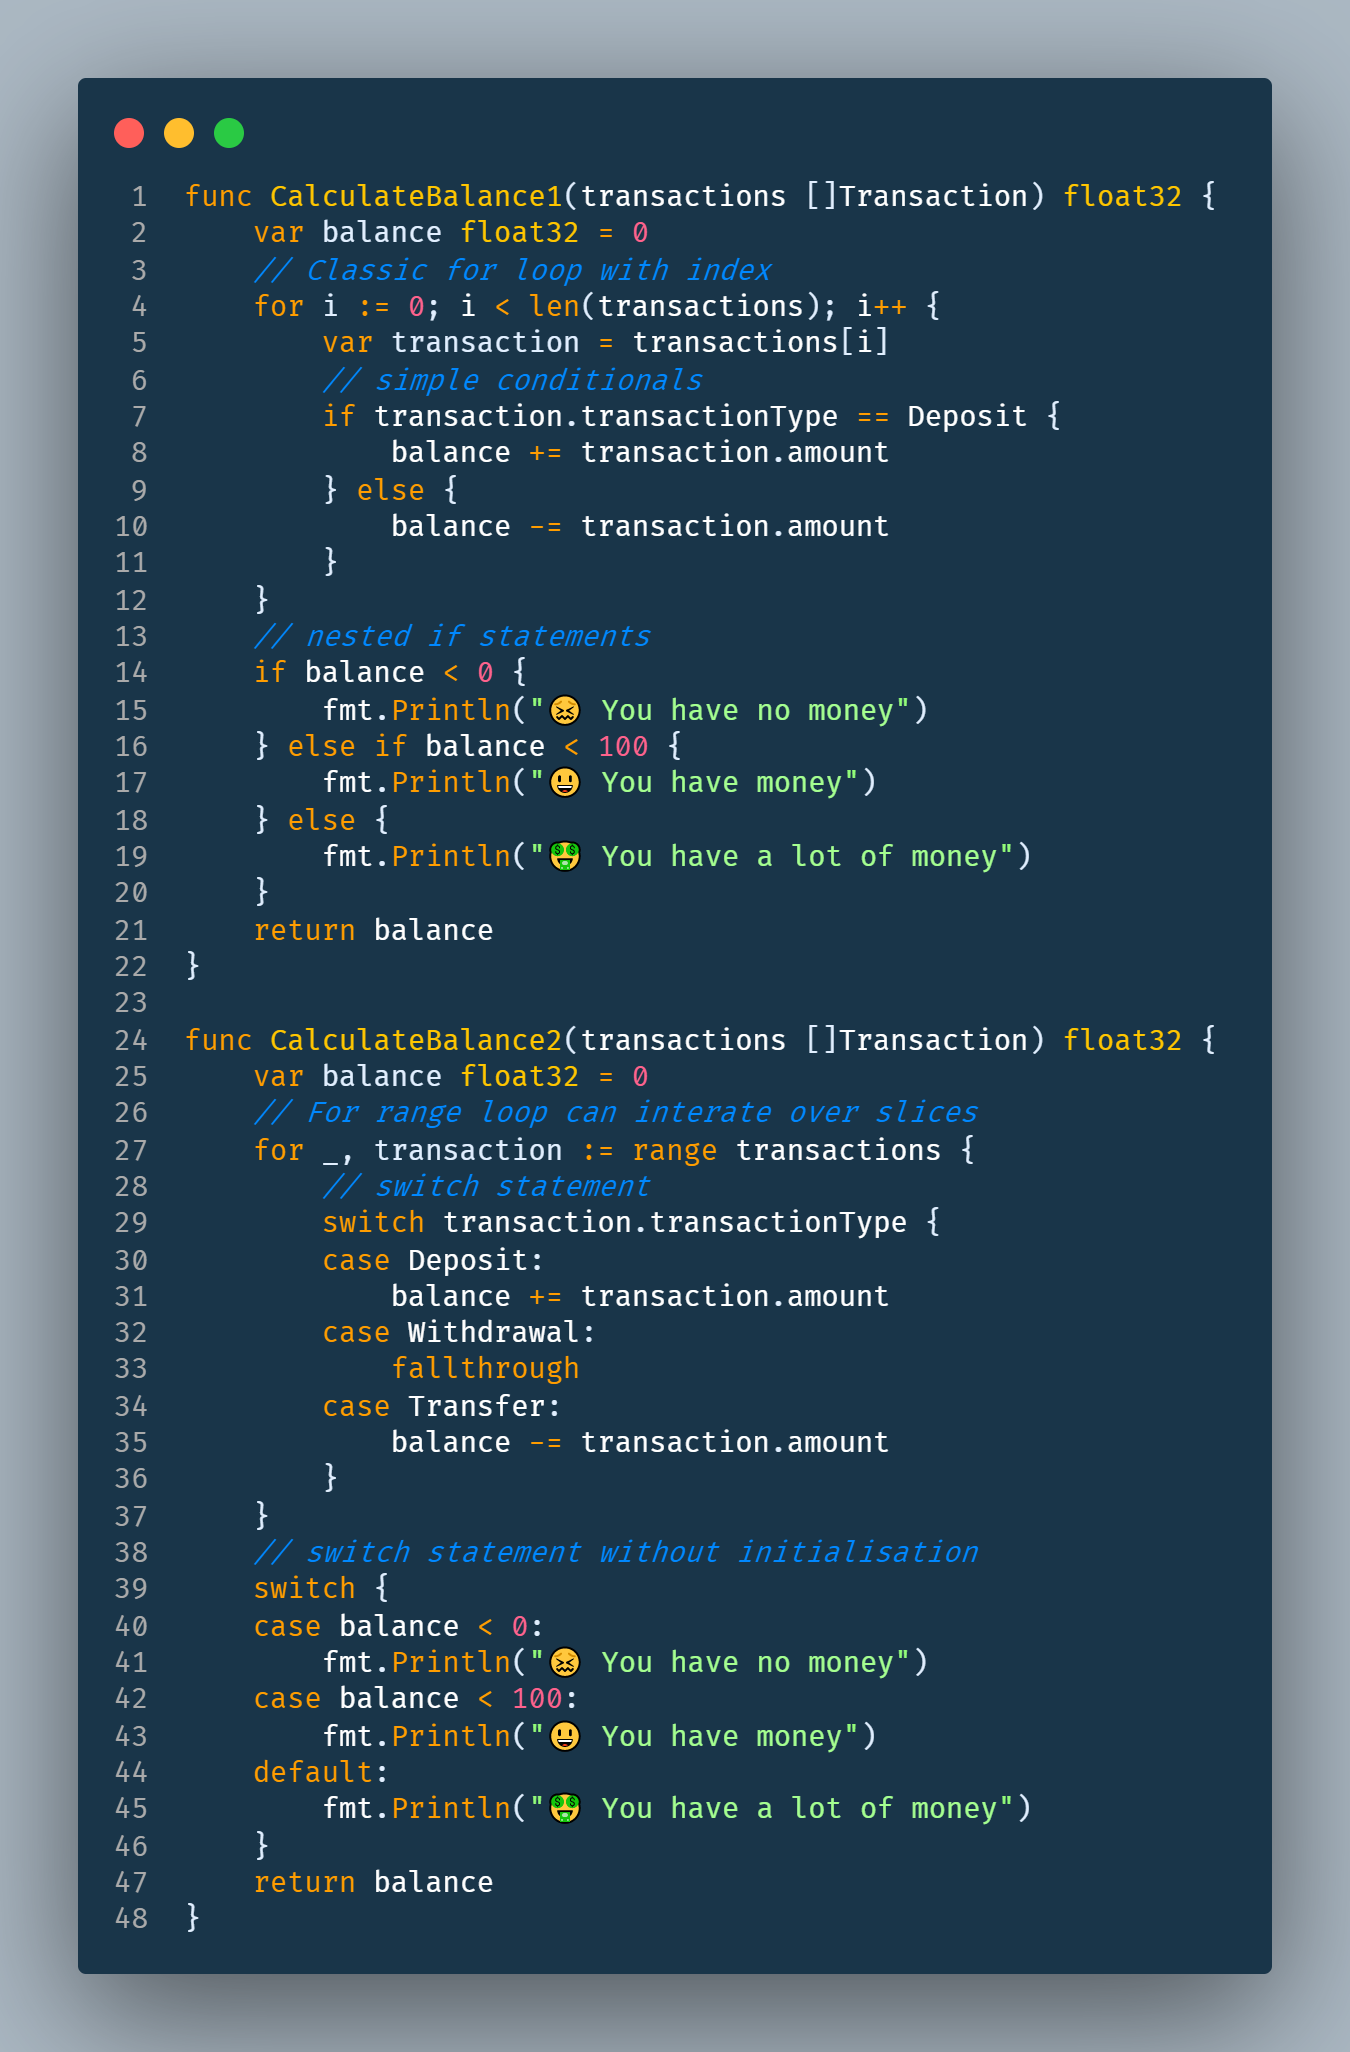 1 func CalculateBalance1(transactions []Transaction) float32 {
2     var balance float32 = 0
3     // Classic for loop with index
4     for i := 0; i < len(transactions); i++ {
5         var transaction = transactions[i]
6         // simple conditionals
7         if transaction.transactionType == Deposit {
8             balance += transaction.amount
9         } else {
10             balance -= transaction.amount
11         }
12     }
13     // nested if statements
14     if balance < 0 {
15         fmt.Println("😖 You have no money")
16     } else if balance < 100 {
17         fmt.Println("😃 You have money")
18     } else {
19         fmt.Println("🤑 You have a lot of money")
20     }
21     return balance
22 }
23
24 func CalculateBalance2(transactions []Transaction) float32 {
25     var balance float32 = 0
26     // For range loop can interate over slices
27     for _, transaction := range transactions {
28         // switch statement
29         switch transaction.transactionType {
30         case Deposit:
31             balance += transaction.amount
32         case Withdrawal:
33             fallthrough
34         case Transfer:
35             balance -= transaction.amount
36         }
37     }
38     // switch statement without initialisation
39     switch {
40     case balance < 0:
41         fmt.Println("😖 You have no money")
42     case balance < 100:
43         fmt.Println("😃 You have money")
44     default:
45         fmt.Println("🤑 You have a lot of money")
46     }
47     return balance
48 }